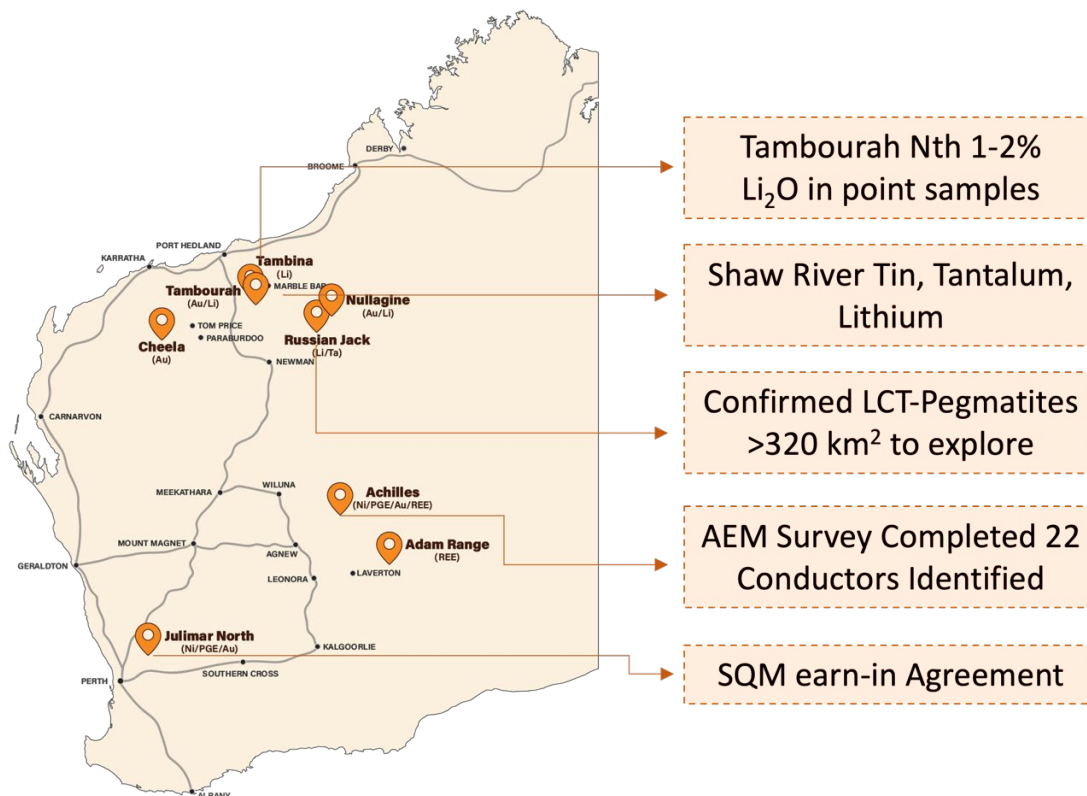 DERBY
BROOME
PORT HEDLAND
KARRATHA
Tambina
(Li)
MARBLE BAR
Tambourah
(Au/Li)
Nullagine
(Au/Li)
TOM PRICE
PARABURDOO
Cheela
(Au)
Russian Jack
(Li/Ta)
NEWMAN
CARNARVON
MEEKATHARA
WILUNA
Achilles
(Ni/PGE/Au/REE)
MOUNT MAGNET
AGNEW
Adam Range
(REE)
GERALDTON
LEONORA
LAVERTON
Julimar North
(Ni/PGE/Au)
KALGOORLIE
SOUTHERN CROSS
PERTH
ALBANY
Tambourah Nth 1-2%
Li₂O in point samples
Shaw River Tin, Tantalum,
Lithium
Confirmed LCT-Pegmatites
>320 km² to explore
AEM Survey Completed 22
Conductors Identified
SQM earn-in Agreement